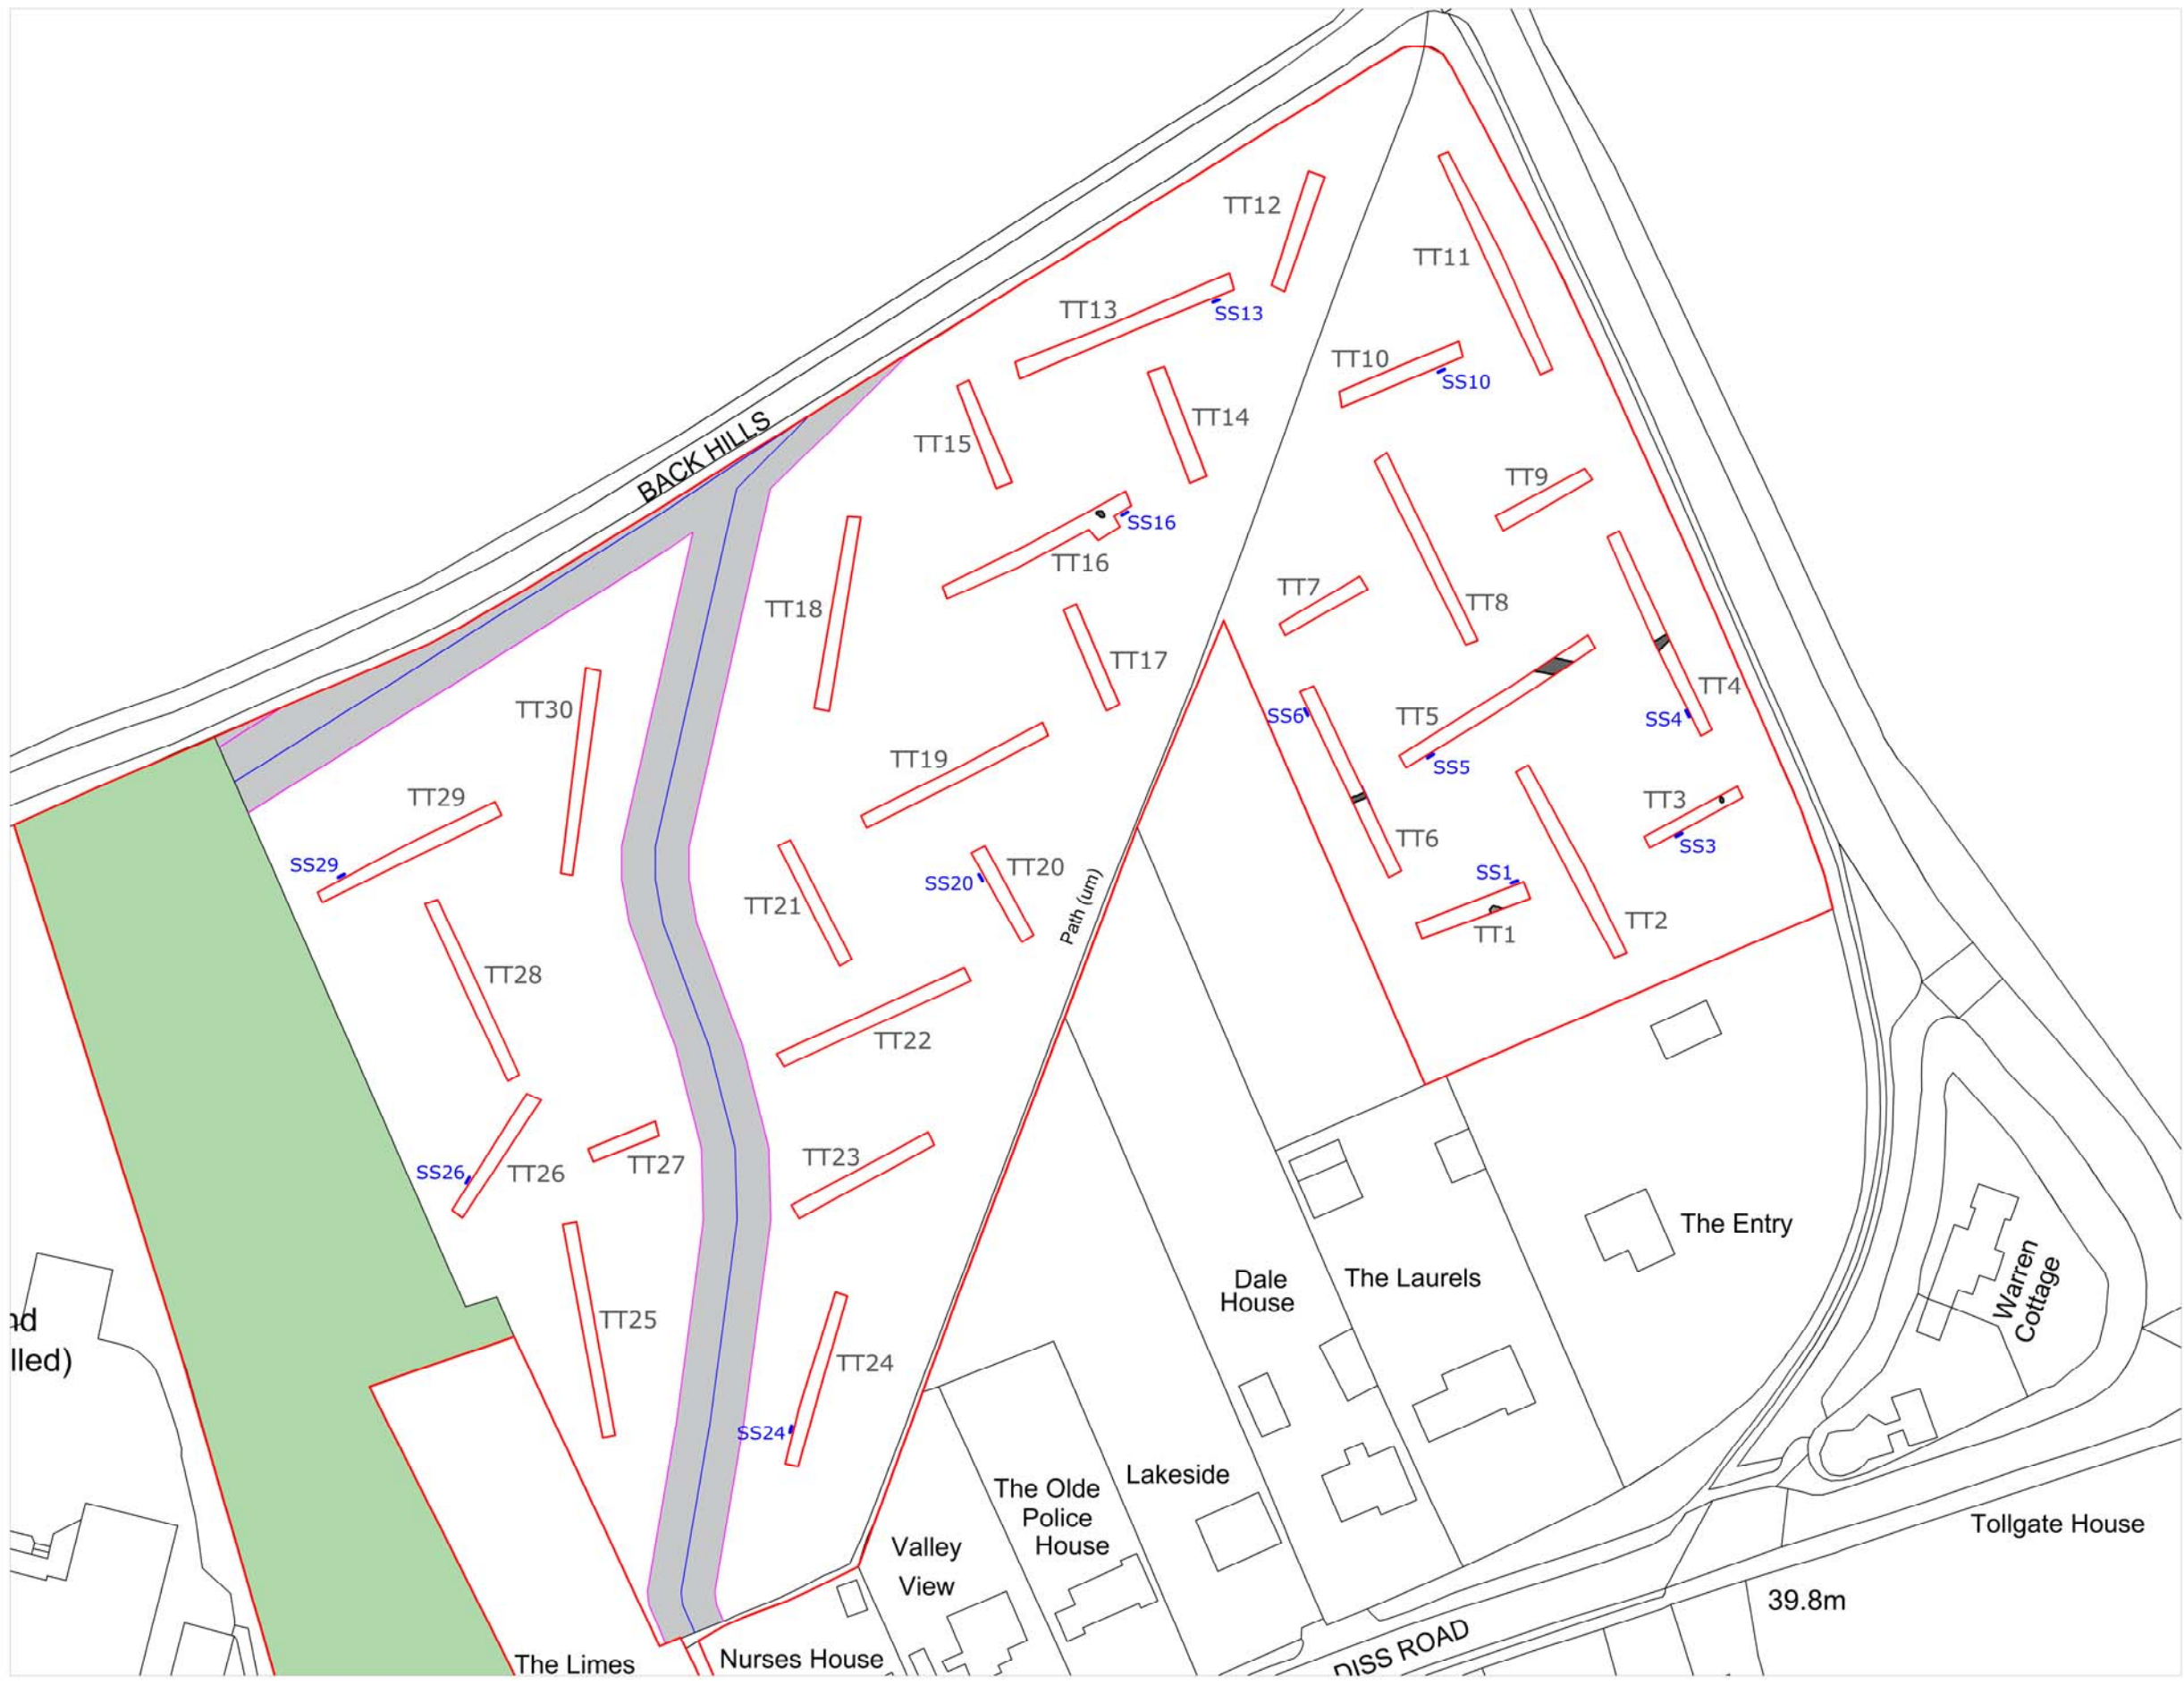 TT12
TT11
TT13
SS13
TT10
SS10
BACK HILLS
TT15
TT14
TT9
SS16
TT16
TT7
TT8
TT18
TT17
TT4
TT30
SS6
TT5
SS4
TT19
SS5
TT29
TT3
TT6
SS3
SS29
TT20
SS20
SS1
TT21
Path (um)
TT1
TT2
TT28
TT22
TT23
TT27
SS26
TT26
The Entry
Dale
House
The Laurels
Warren
Cottage
nd
lled)
TT25
TT24
SS24
Lakeside
The Olde
Police
House
Valley
View
Tollgate House
39.8m
DISS ROAD
The Limes
Nurses House